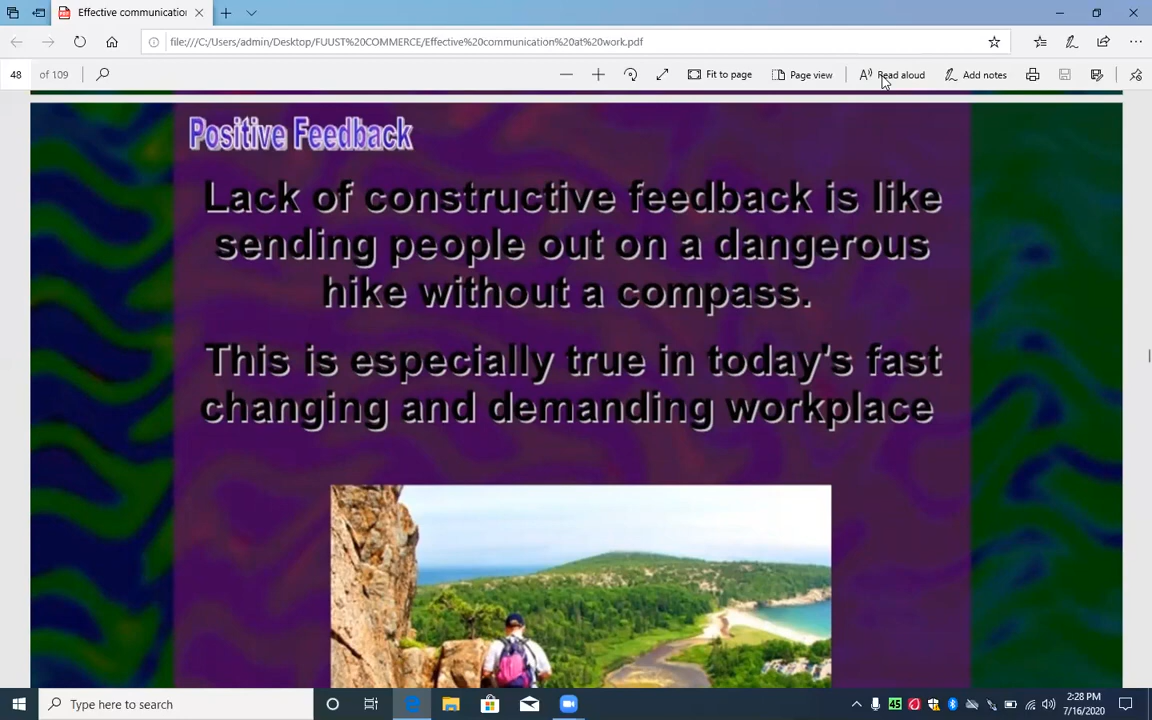 Effective communication
file:///C:/Users/admin/Desktop/FUUST%20COMMERCE/Effective%20communication%20at%20work.pdf
48 of 109
Fit to page
Page view
Read aloud
Add notes
Positive Feedback
Lack of constructive feedback is like
sending people out on a dangerous
hike without a compass.
This is especially true in today's fast
changing and demanding workplace
Type here to search
45
2:28 PM
7/16/2020